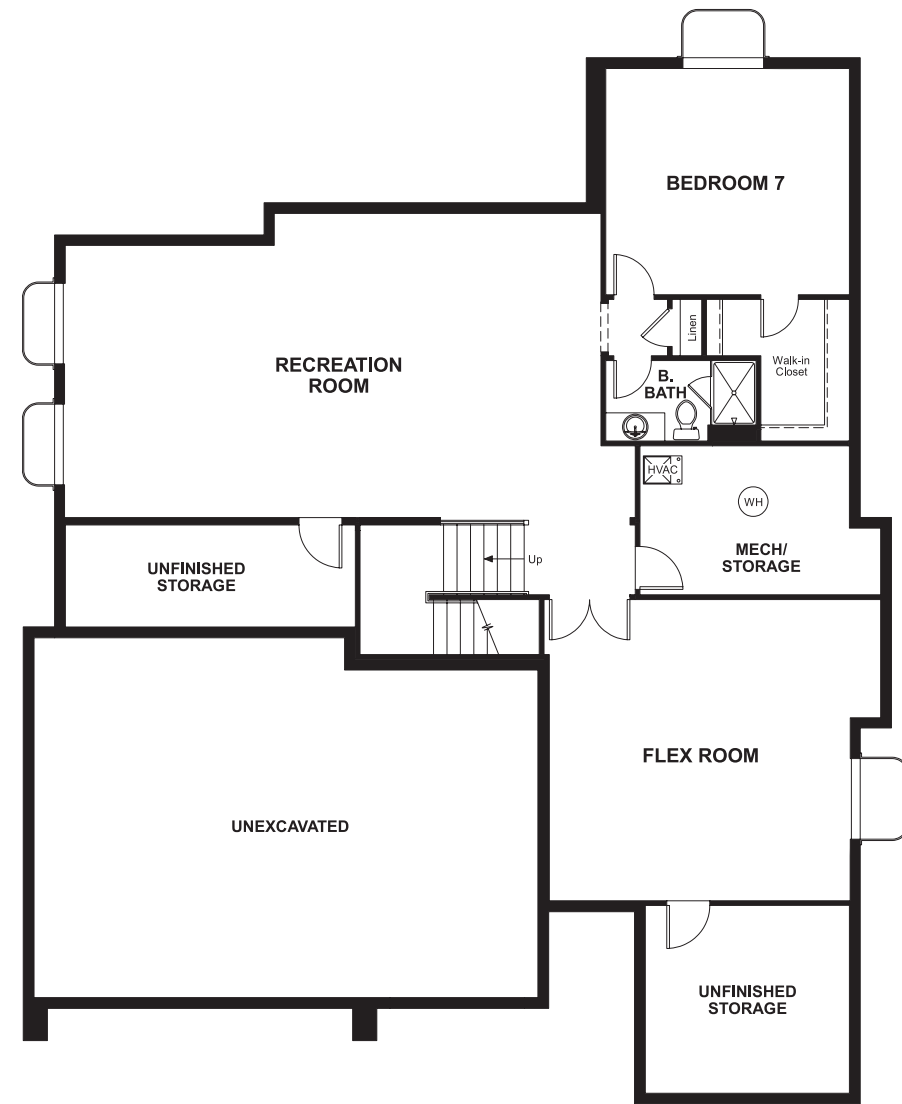 BEDROOM 7
Linen
Walk-in
Closet
RECREATION
ROOM
B.
BATH
HVAC
WH
MECH/
STORAGE
Up
UNFINISHED
STORAGE
FLEX ROOM
UNEXCAVATED
UNFINISHED
STORAGE